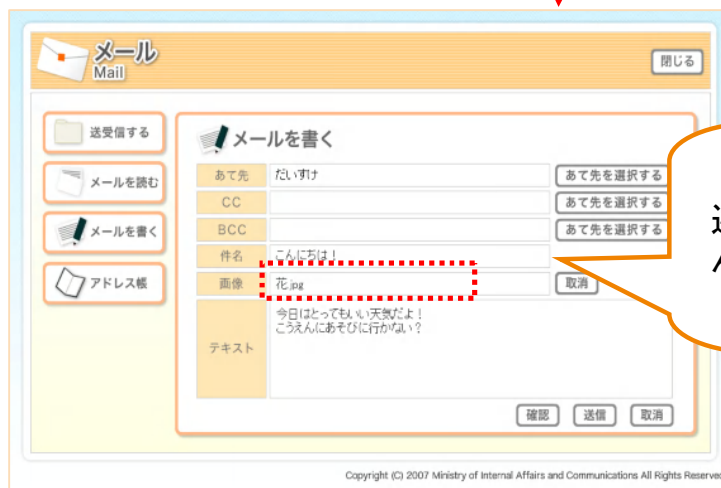 メール
Mail
閉じる
送受信する
メールを読む
メールを書く
アドレス帳
メールを書く
あて先 だいすけ あて先を選択する
CC あて先を選択する
BCC あて先を選択する
件名 こんにちは！
画像 花.jpg 取消
テキスト
今日はとってもいい天気だよ！
こうえんにあそびに行かない？
確認 送信 取消
Copyright (C) 2007 Ministry of Internal Affairs and Communications All Rights Reserved